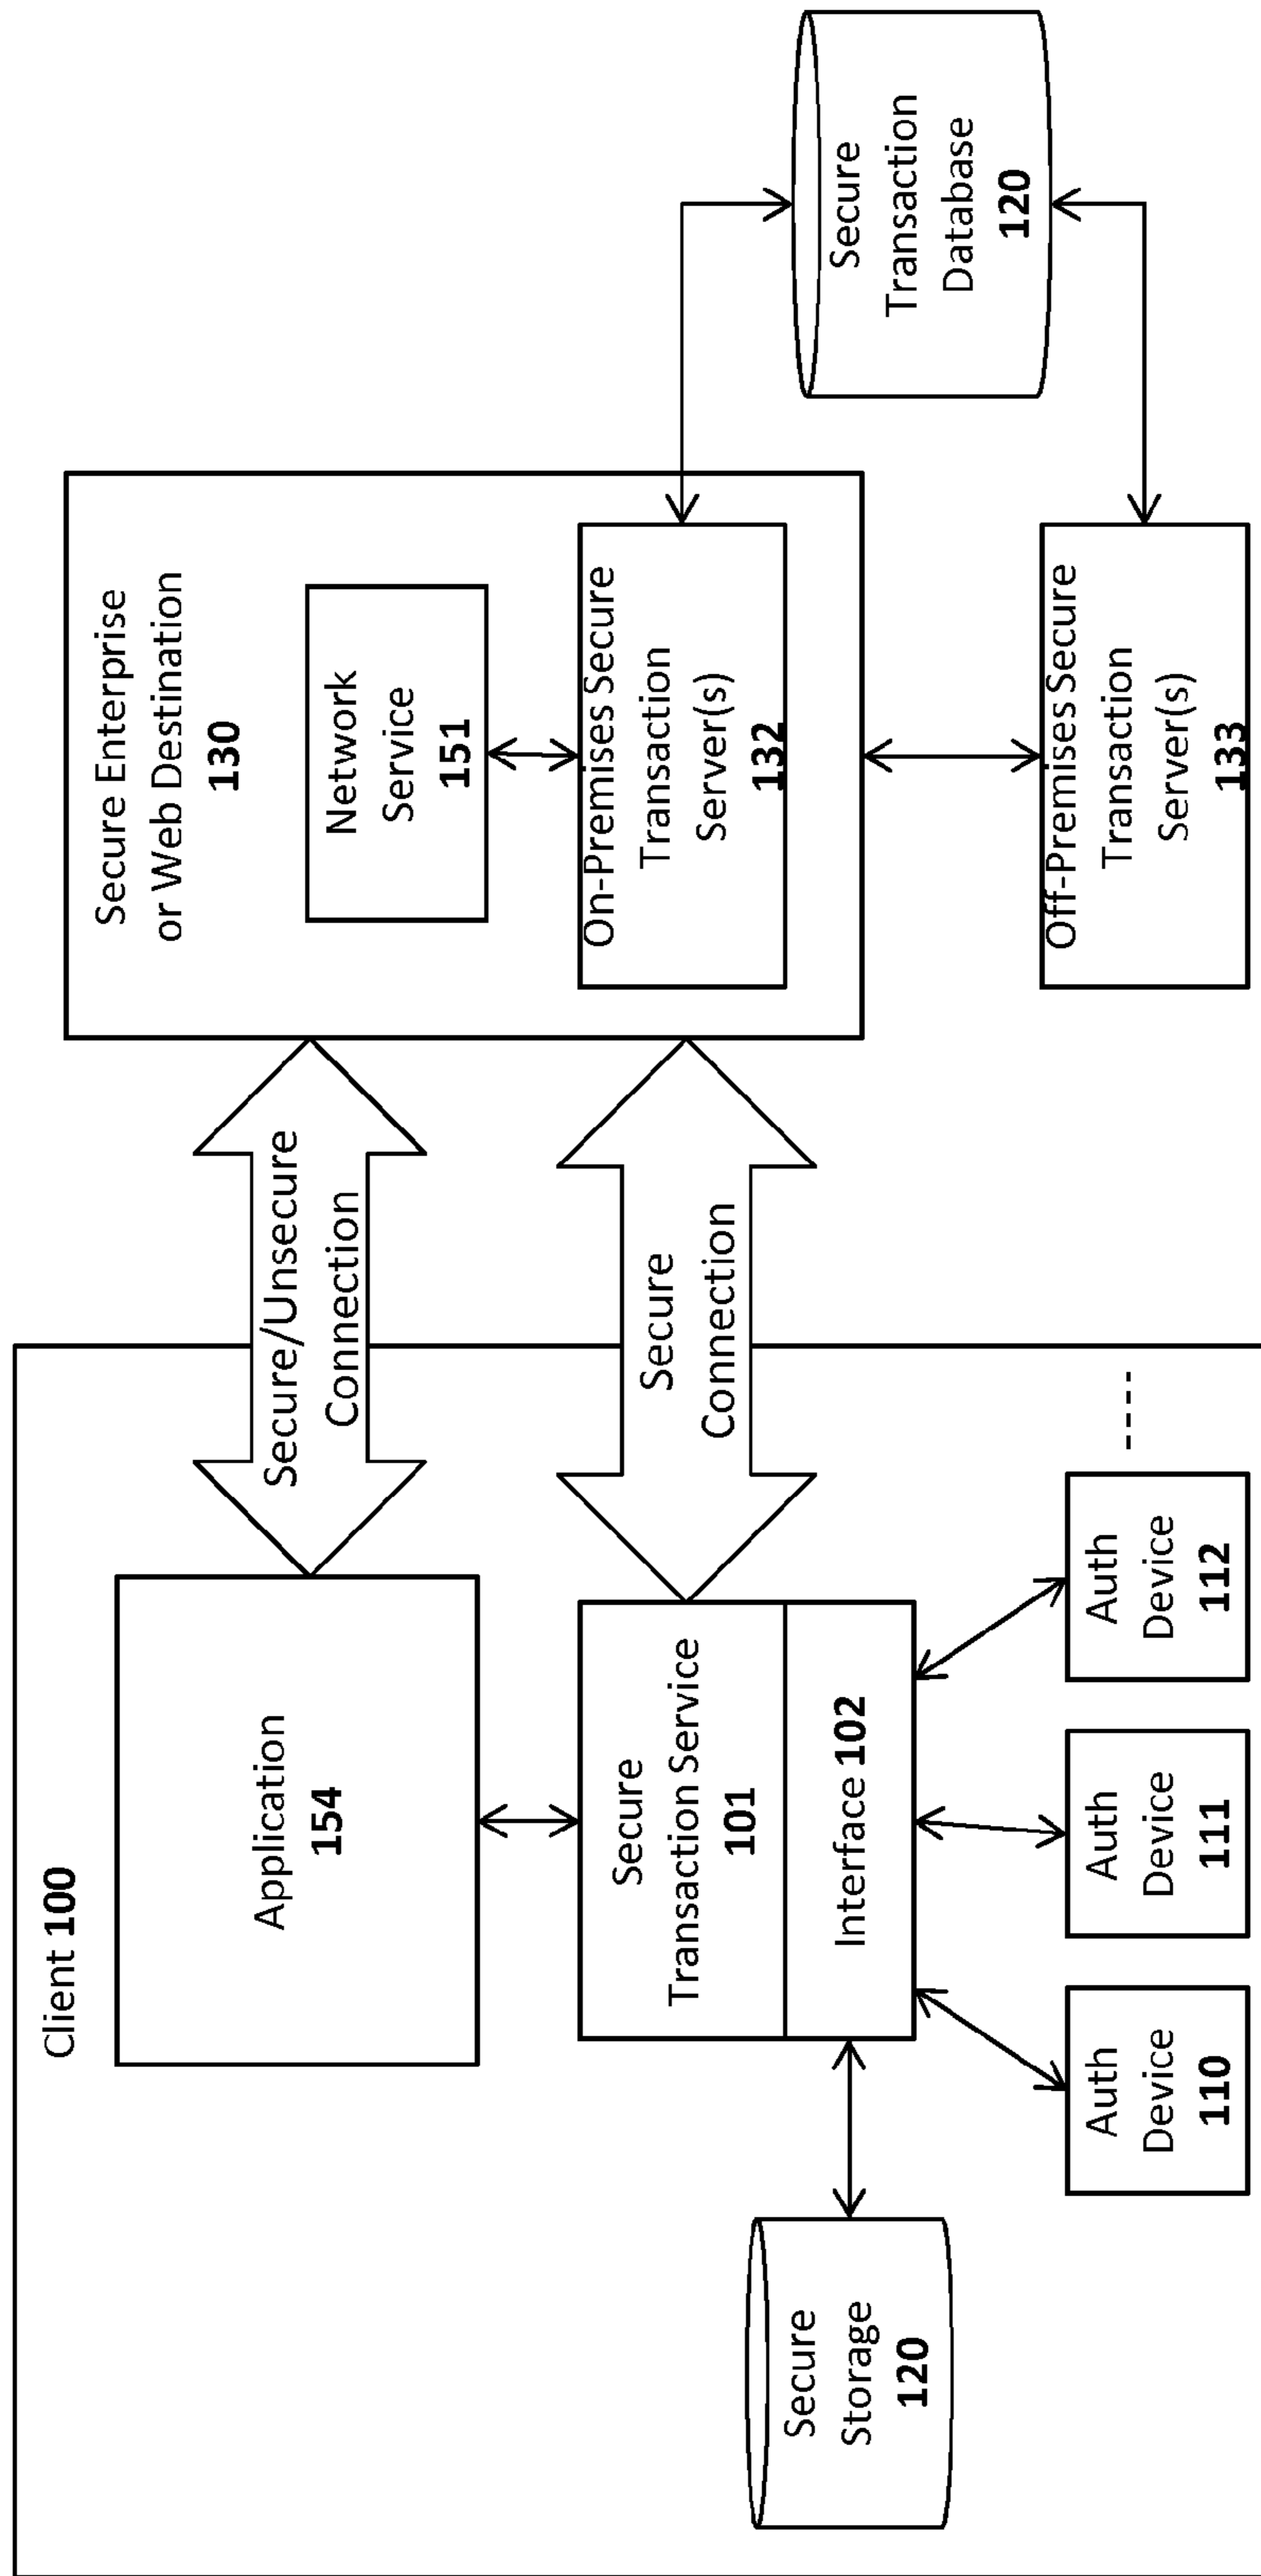 Client 100
Application
154
Secure
Transaction Service
101
Interface 102
Secure
Storage
120
Auth
Device
110
Auth
Device
111
Auth
Device
112
Secure/Unsecure
Connection
Secure
Connection
Secure Enterprise
or Web Destination
130
Network
Service
151
On-Premises Secure
Transaction
Server(s)
132
Off-Premises Secure
Transaction
Server(s)
133
Secure
Transaction
Database
120